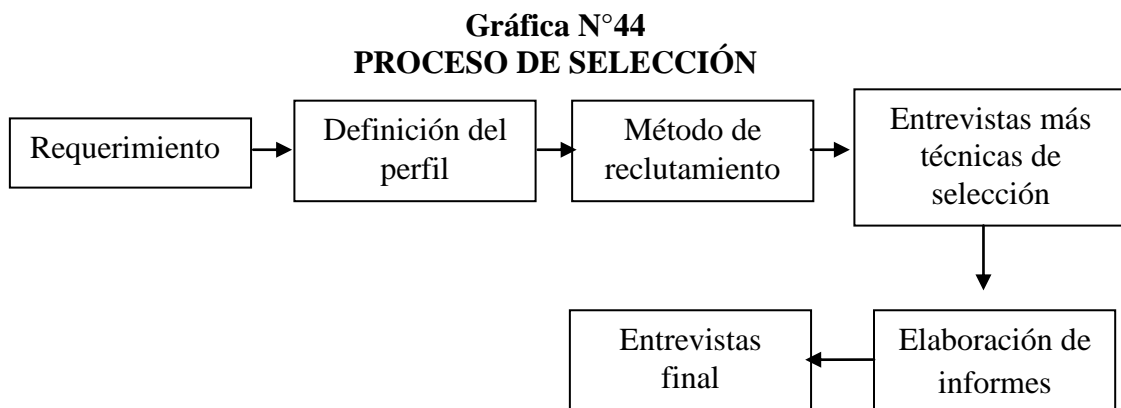 Gráfica N°44
PROCESO DE SELECCIÓN
Requerimiento
Definición del
perfil
Método de
reclutamiento
Entrevistas más
técnicas de
selección
Elaboración de
informes
Entrevistas
final